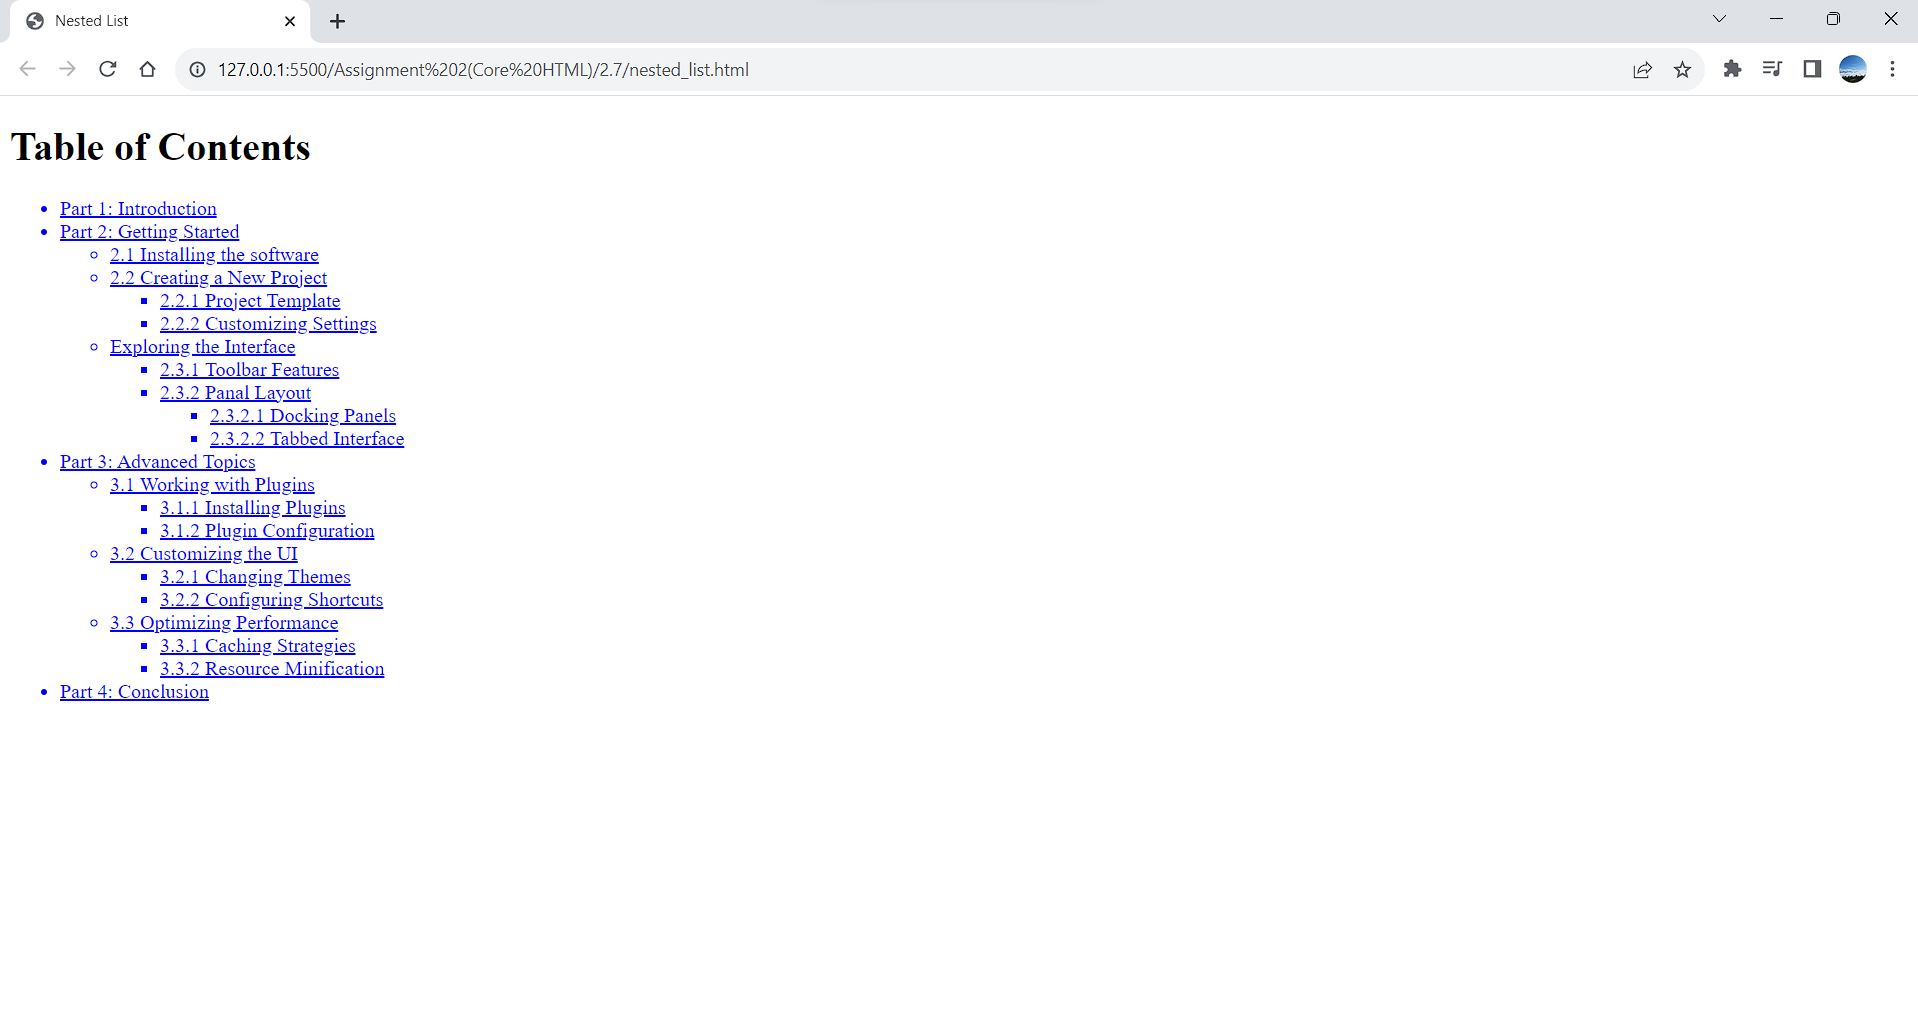 Nested List
127.0.0.1:5500/Assignment%202(Core%20HTML)/2.7/nested_list.html
Table of Contents
Part 1: Introduction
Part 2: Getting Started
2.1 Installing the software
2.2 Creating a New Project
2.2.1 Project Template
2.2.2 Customizing Settings
Exploring the Interface
2.3.1 Toolbar Features
2.3.2 Panal Layout
2.3.2.1 Docking Panels
2.3.2.2 Tabbed Interface
Part 3: Advanced Topics
3.1 Working with Plugins
3.1.1 Installing Plugins
3.1.2 Plugin Configuration
3.2 Customizing the UI
3.2.1 Changing Themes
3.2.2 Configuring Shortcuts
3.3 Optimizing Performance
3.3.1 Caching Strategies
3.3.2 Resource Minification
Part 4: Conclusion